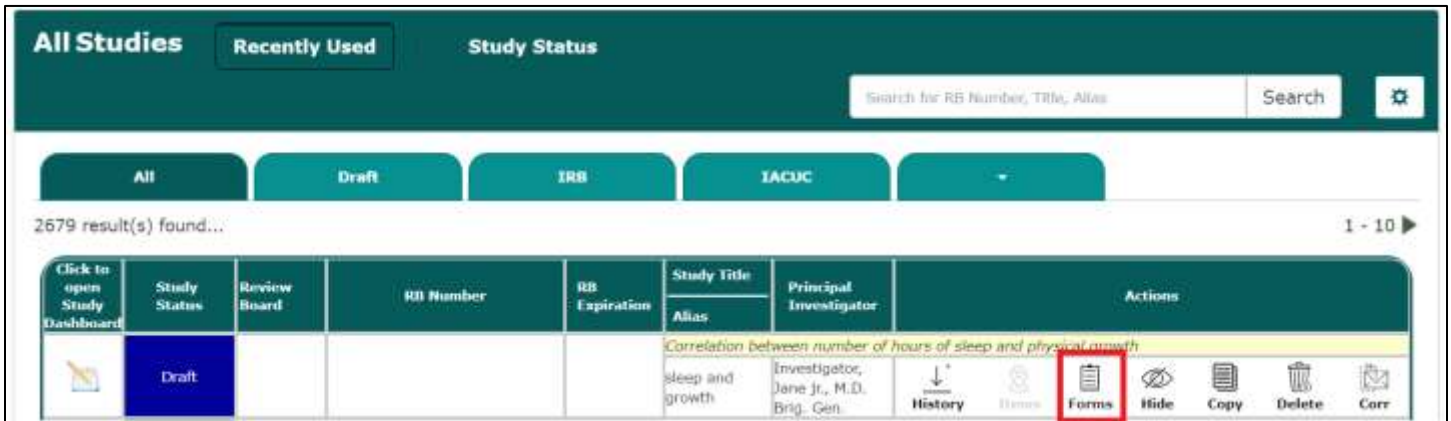 All Studies Recently Used Study Status
Search for RB Number, Title, Alias Search
All Draft IRB IACUC
2679 result(s) found... 1 - 10
Click to open Study Dashboard
Study Status
Review Board
RB Number
RB Expiration
Study Title
Alias
Principal Investigator
Actions
Correlation between number of hours of sleep and physical growth
Draft
sleep and growth
Investigator, Jane jr., M.D. Brig. Gen.
History Forms Hide Copy Delete Corr